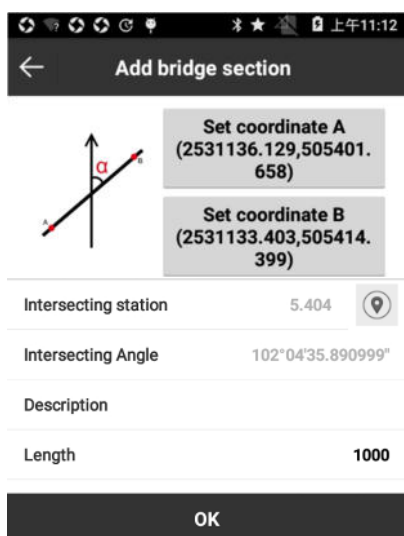 上午11:12
Add bridge section
α
B
A
Set coordinate A
(2531136.129,505401.
658)
Set coordinate B
(2531133.403,505414.
399)
Intersecting station 5.404
Intersecting Angle 102°04'35.890999"
Description
Length 1000
OK